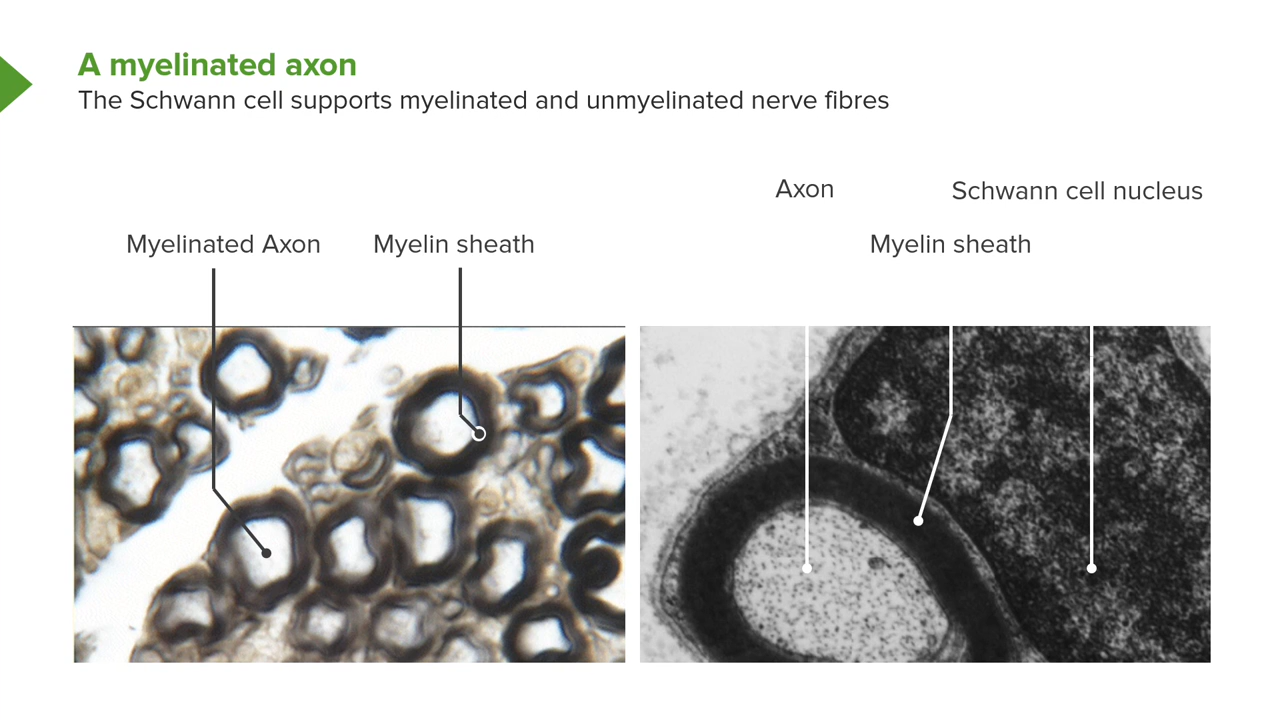 A myelinated axon
The Schwann cell supports myelinated and unmyelinated nerve fibres
Axon
Schwann cell nucleus
Myelinated Axon
Myelin sheath
Myelin sheath